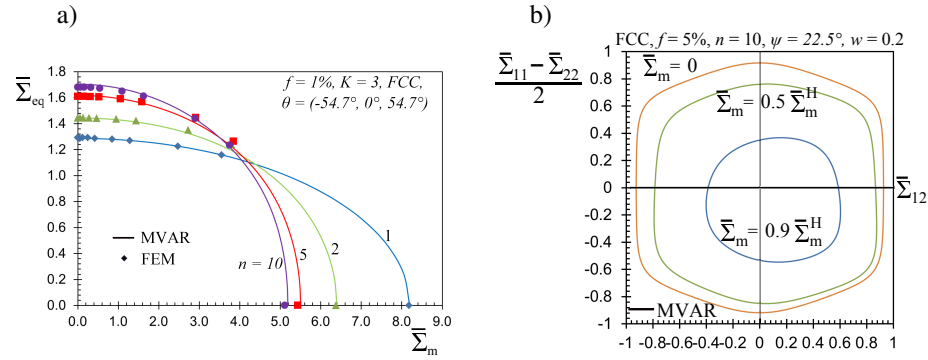 a)
Σ̅eq
f = 1%, K = 3, FCC,
θ = (-54.7°, 0°, 54.7°)
1.8
1.6
1.4
1.2
1.0
0.8
0.6
0.4
0.2
0.0
MVAR
FEM
n = 10
5
2
1
0.0 1.0 2.0 3.0 4.0 5.0 6.0 7.0 8.0 9.0
Σ̅m
b)
FCC, f = 5%, n = 10, ψ = 22.5°, w = 0.2
Σ̅11 − Σ̅22
2
1
0.8
0.6
0.4
0.2
0
-0.2
-0.4
-0.6
-0.8
-1
Σ̅m = 0
Σ̅m = 0.5 Σ̅m^H
Σ̅12
Σ̅m = 0.9 Σ̅m^H
MVAR
-1 -0.8 -0.6 -0.4 -0.2 0 0.2 0.4 0.6 0.8 1